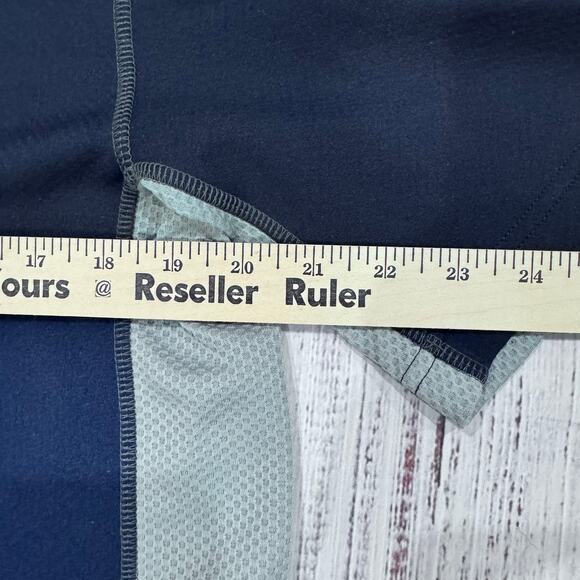 17 18 19 20 21 22 23 24
ours @ Reseller Ruler